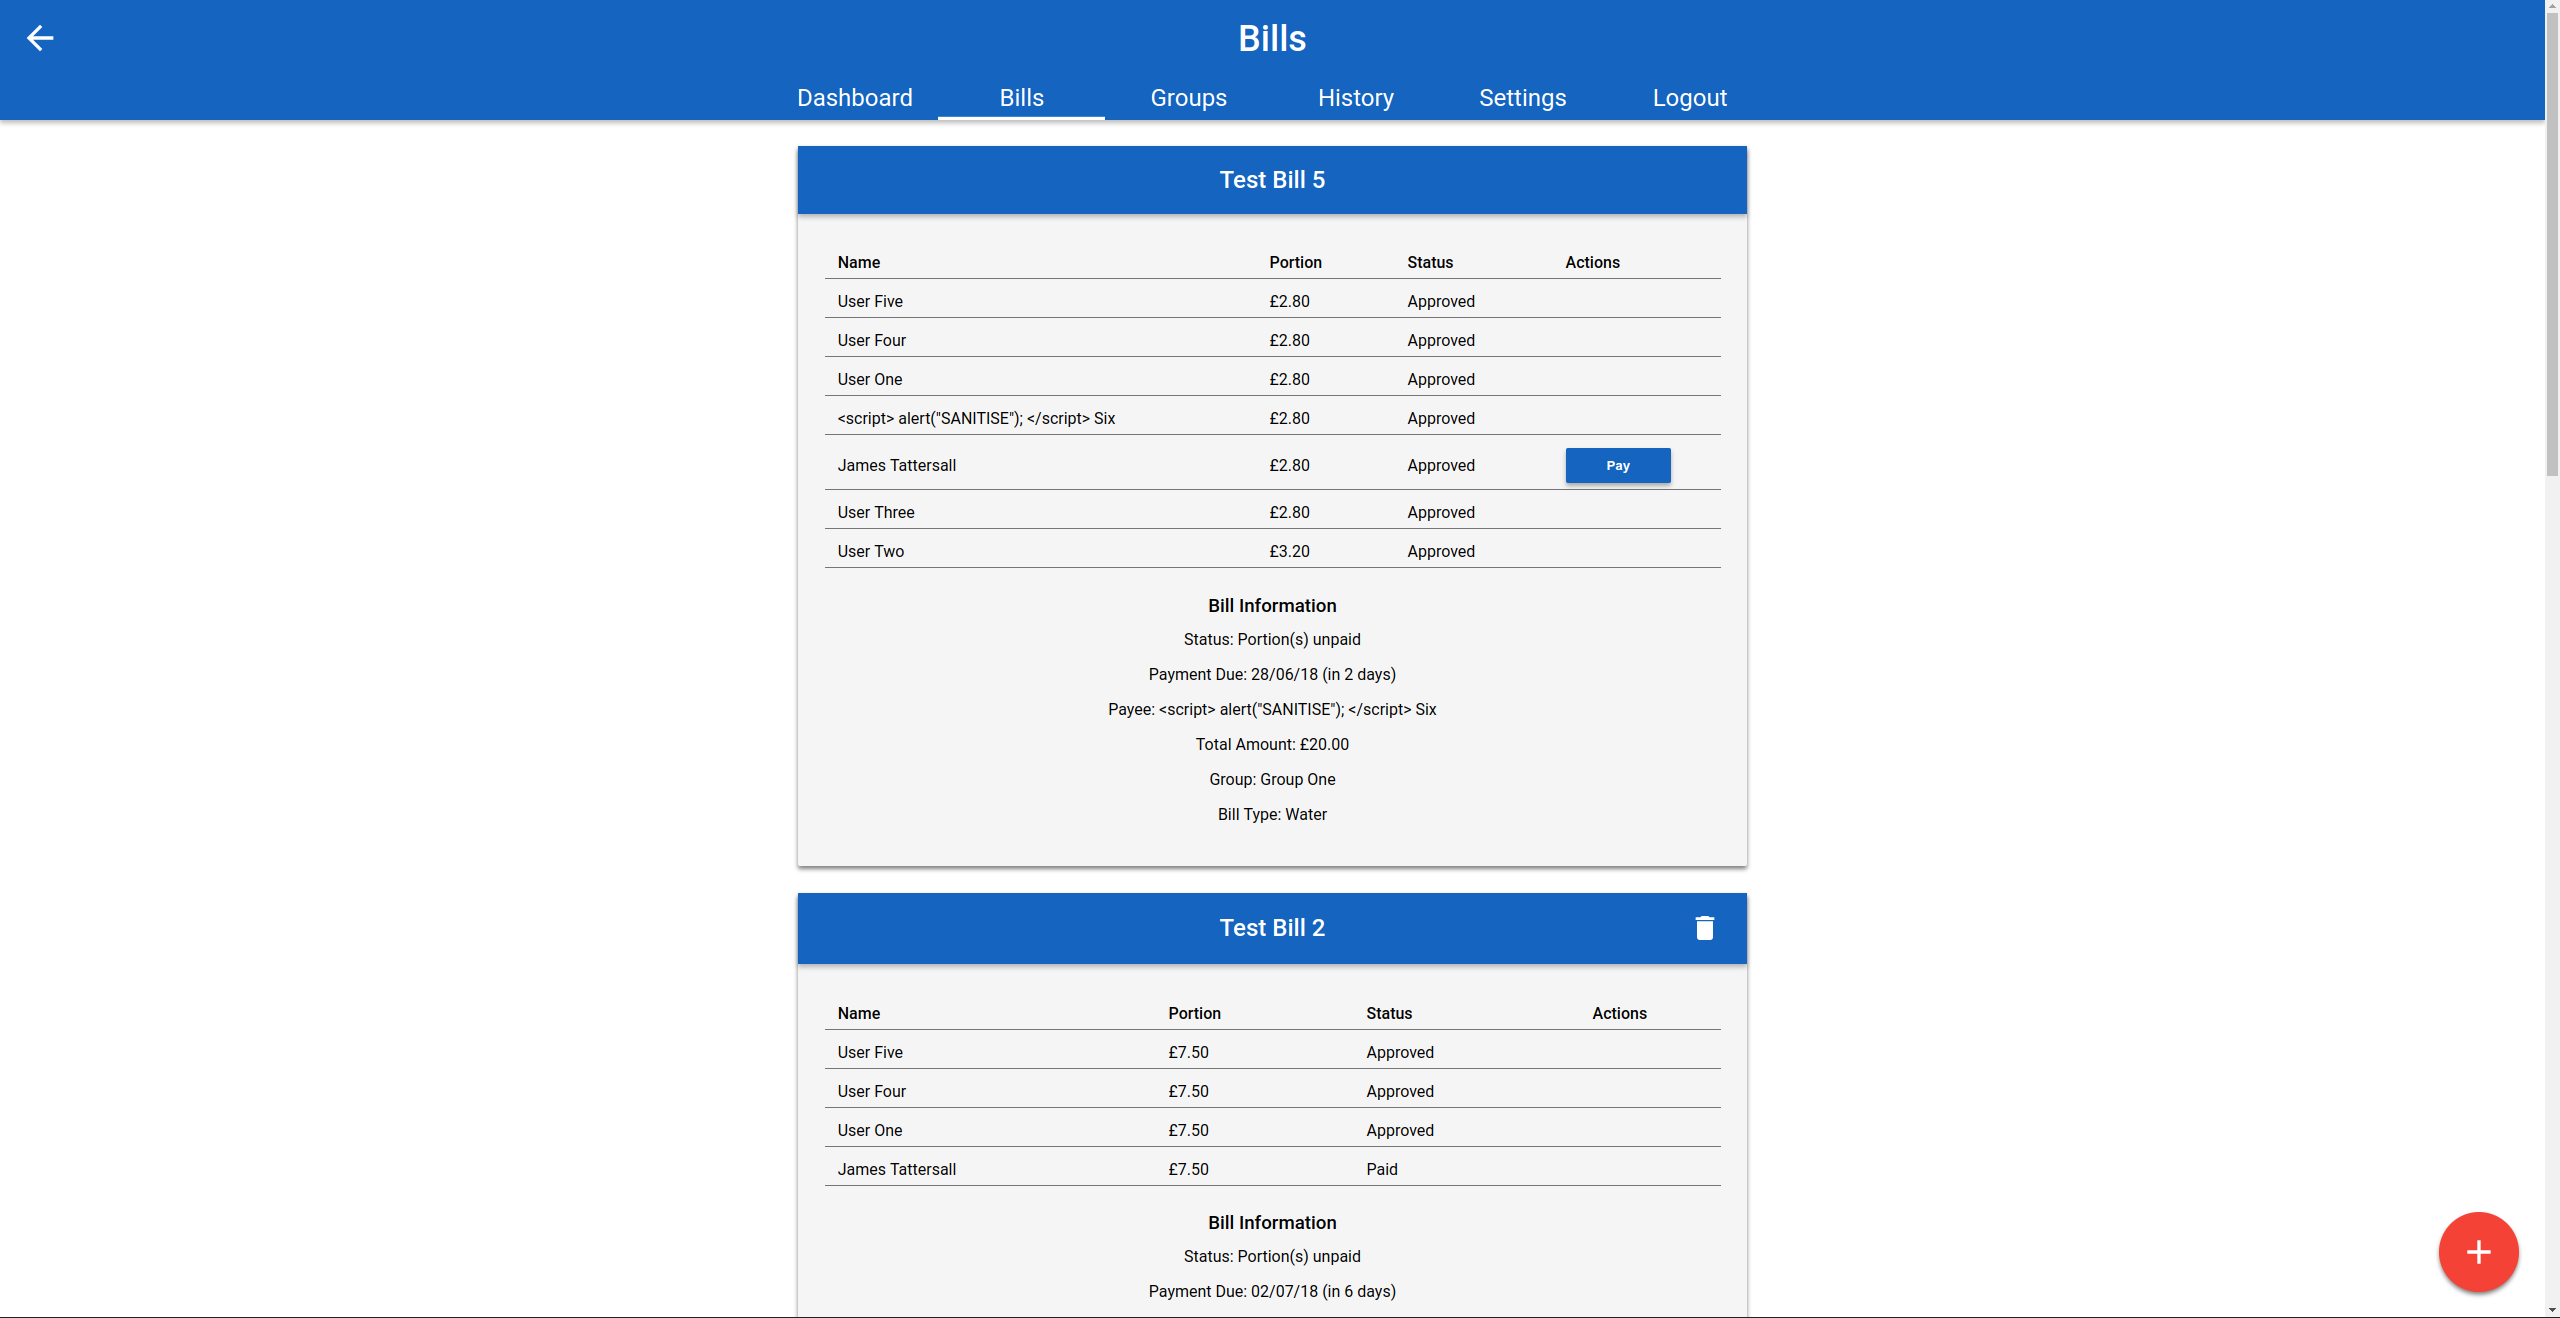 Bills
Dashboard Bills Groups History Settings Logout
Test Bill 5
Name Portion Status Actions
User Five £2.80 Approved
User Four £2.80 Approved
User One £2.80 Approved
<script> alert("SANITISE"); </script> Six £2.80 Approved
James Tattersall £2.80 Approved Pay
User Three £2.80 Approved
User Two £3.20 Approved
Bill Information
Status: Portion(s) unpaid
Payment Due: 28/06/18 (in 2 days)
Payee: <script> alert("SANITISE"); </script> Six
Total Amount: £20.00
Group: Group One
Bill Type: Water
Test Bill 2
Name Portion Status Actions
User Five £7.50 Approved
User Four £7.50 Approved
User One £7.50 Approved
James Tattersall £7.50 Paid
Bill Information
Status: Portion(s) unpaid
Payment Due: 02/07/18 (in 6 days)